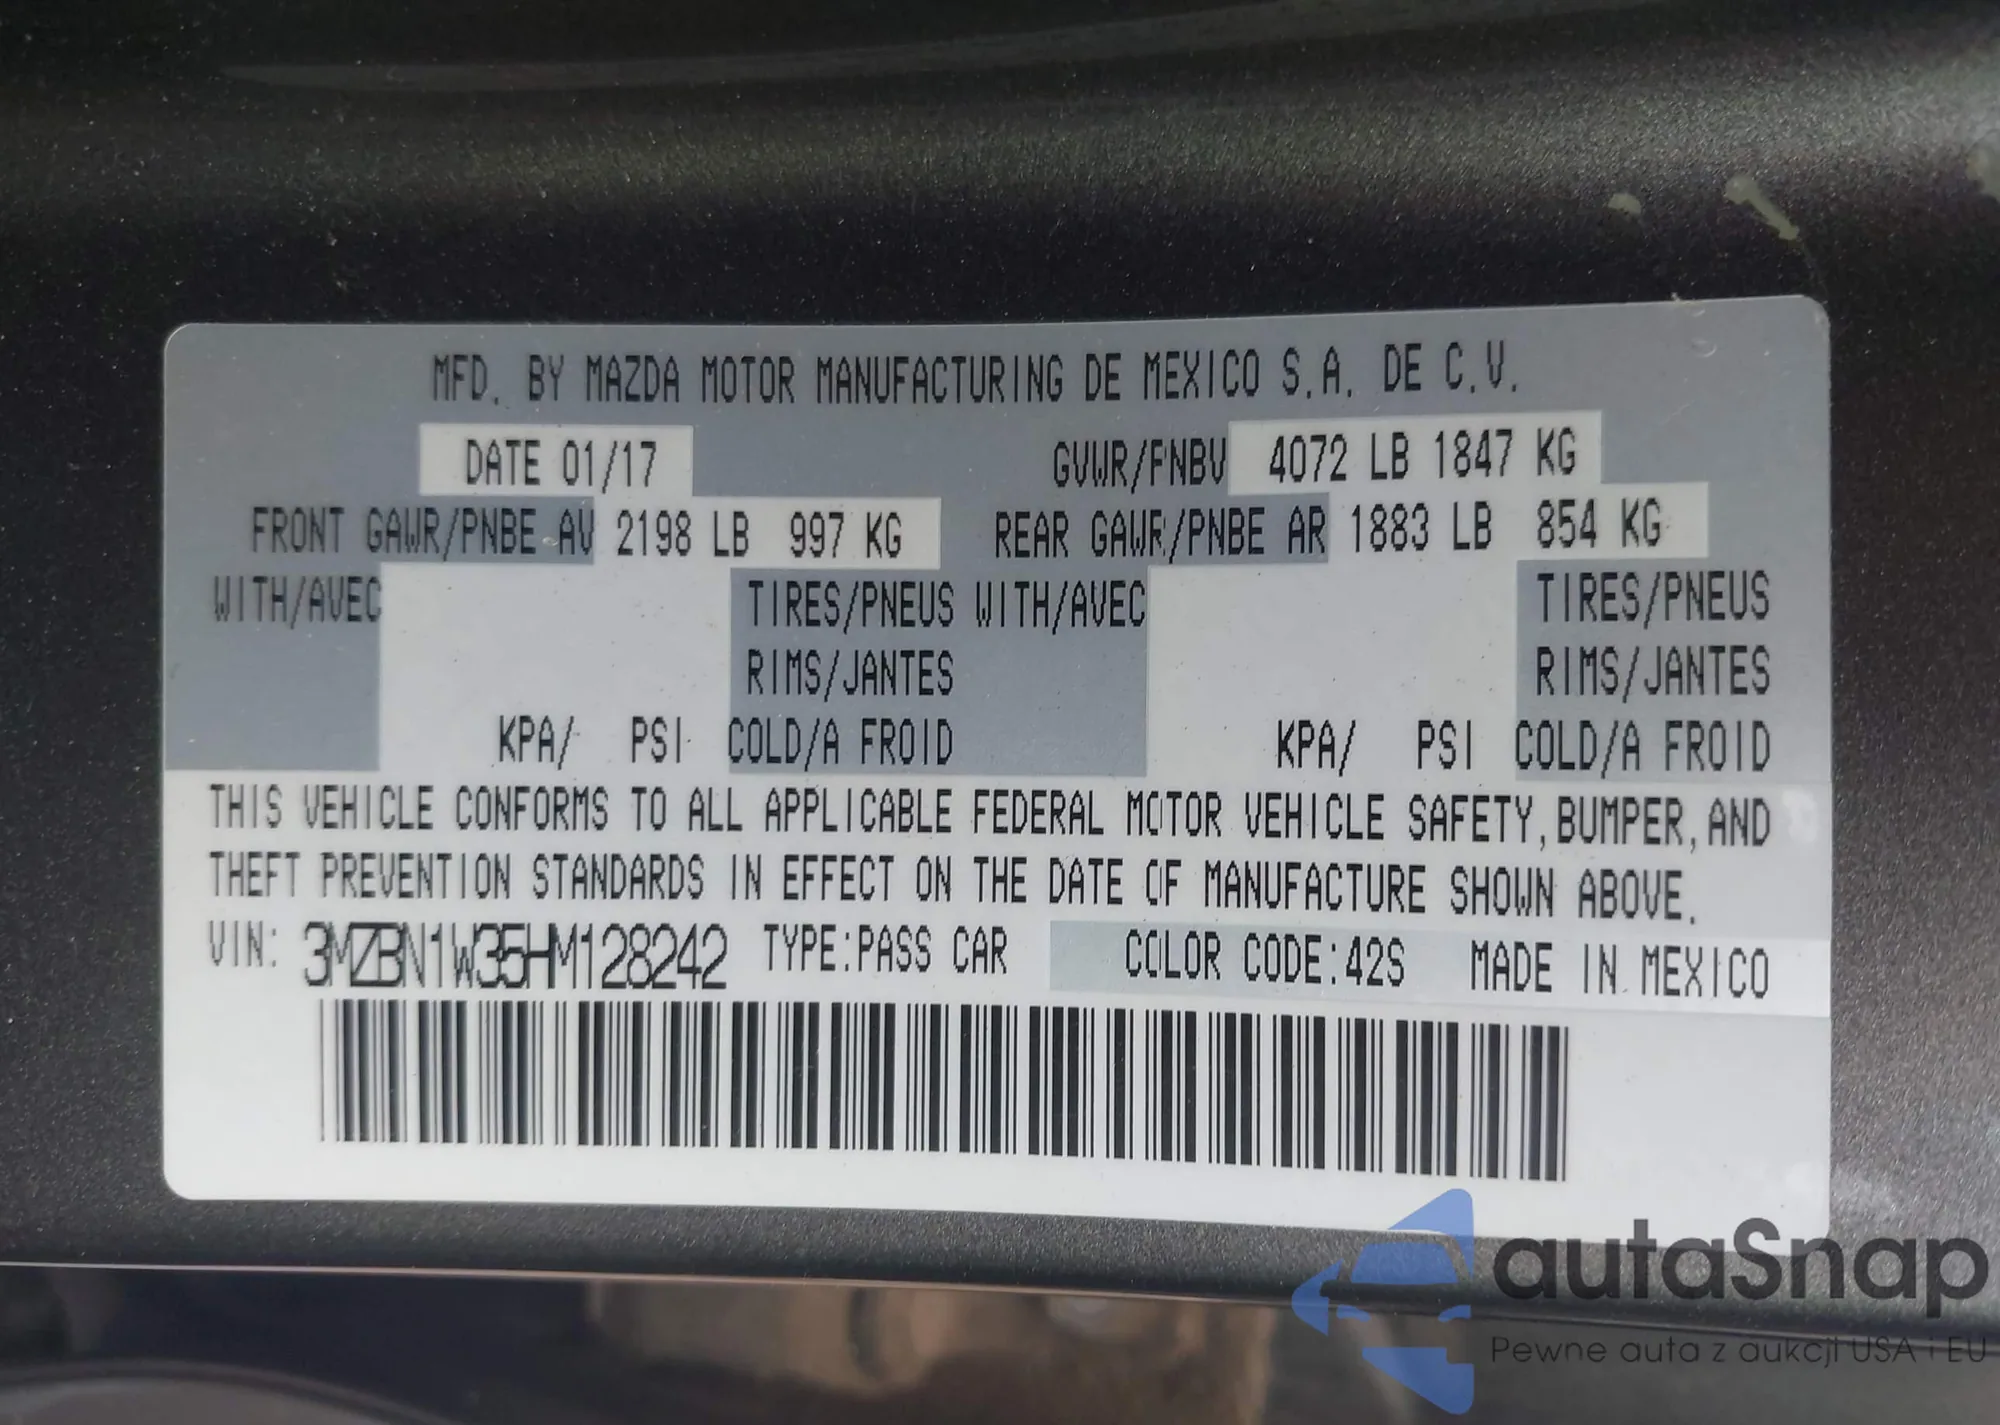 MFD. BY MAZDA MOTOR MANUFACTURING DE MEXICO S.A. DE C.V.
DATE 01/17 GVWR/PNBV 4072 LB 1847 KG
FRONT GAWR/PNBE AV 2198 LB 997 KG REAR GAWR/PNBE AR 1883 LB 854 KG
WITH/AVEC TIRES/PNEUS WITH/AVEC TIRES/PNEUS
RIMS/JANTES RIMS/JANTES
KPA/ PSI COLD/A FROID KPA/ PSI COLD/A FROID
THIS VEHICLE CONFORMS TO ALL APPLICABLE FEDERAL MOTOR VEHICLE SAFETY, BUMPER, AND
THEFT PREVENTION STANDARDS IN EFFECT ON THE DATE OF MANUFACTURE SHOWN ABOVE.
VIN: 3MZBN1W35HM128242 TYPE:PASS CAR COLOR CODE:42S MADE IN MEXICO
autaSnap
Pewne auta z aukcji USA i EU